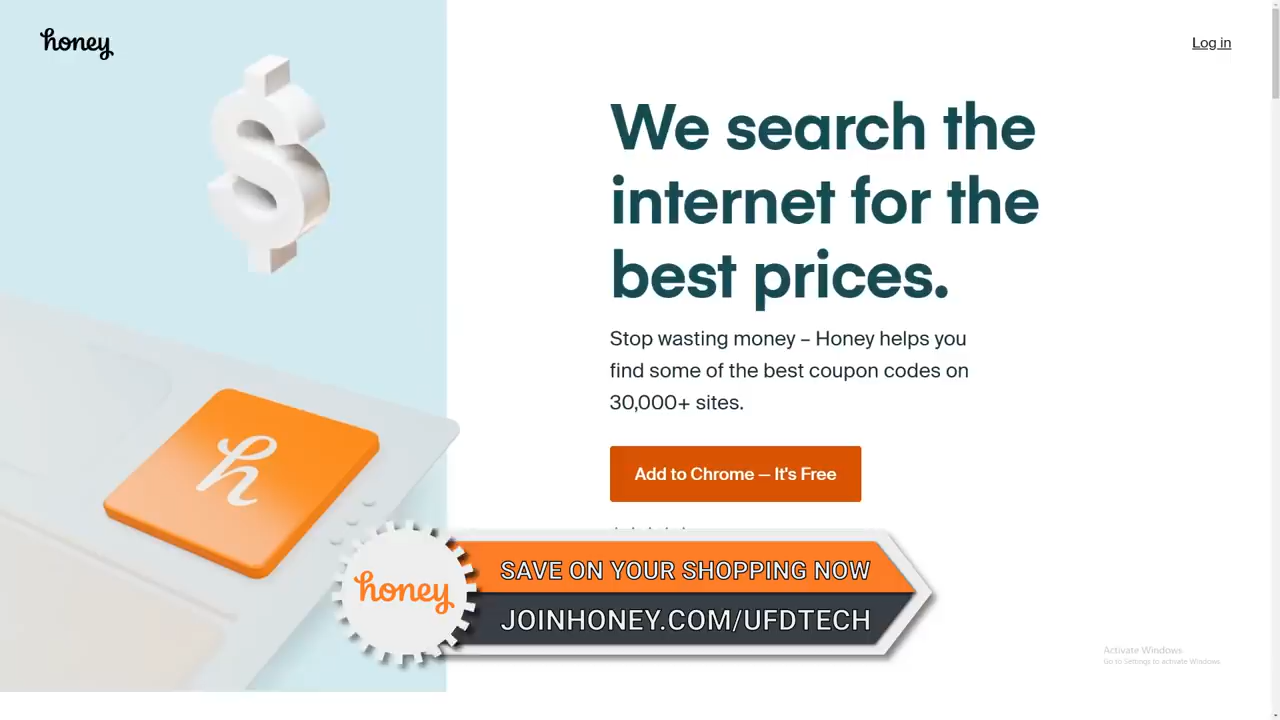 honey
Log in
$
We search the
internet for the
best prices.
Stop wasting money – Honey helps you
find some of the best coupon codes on
30,000+ sites.
Add to Chrome — It's Free
h
honey
SAVE ON YOUR SHOPPING NOW
JOINHONEY.COM/UFDTECH
Activate Windows
Go to Settings to activate Windows.